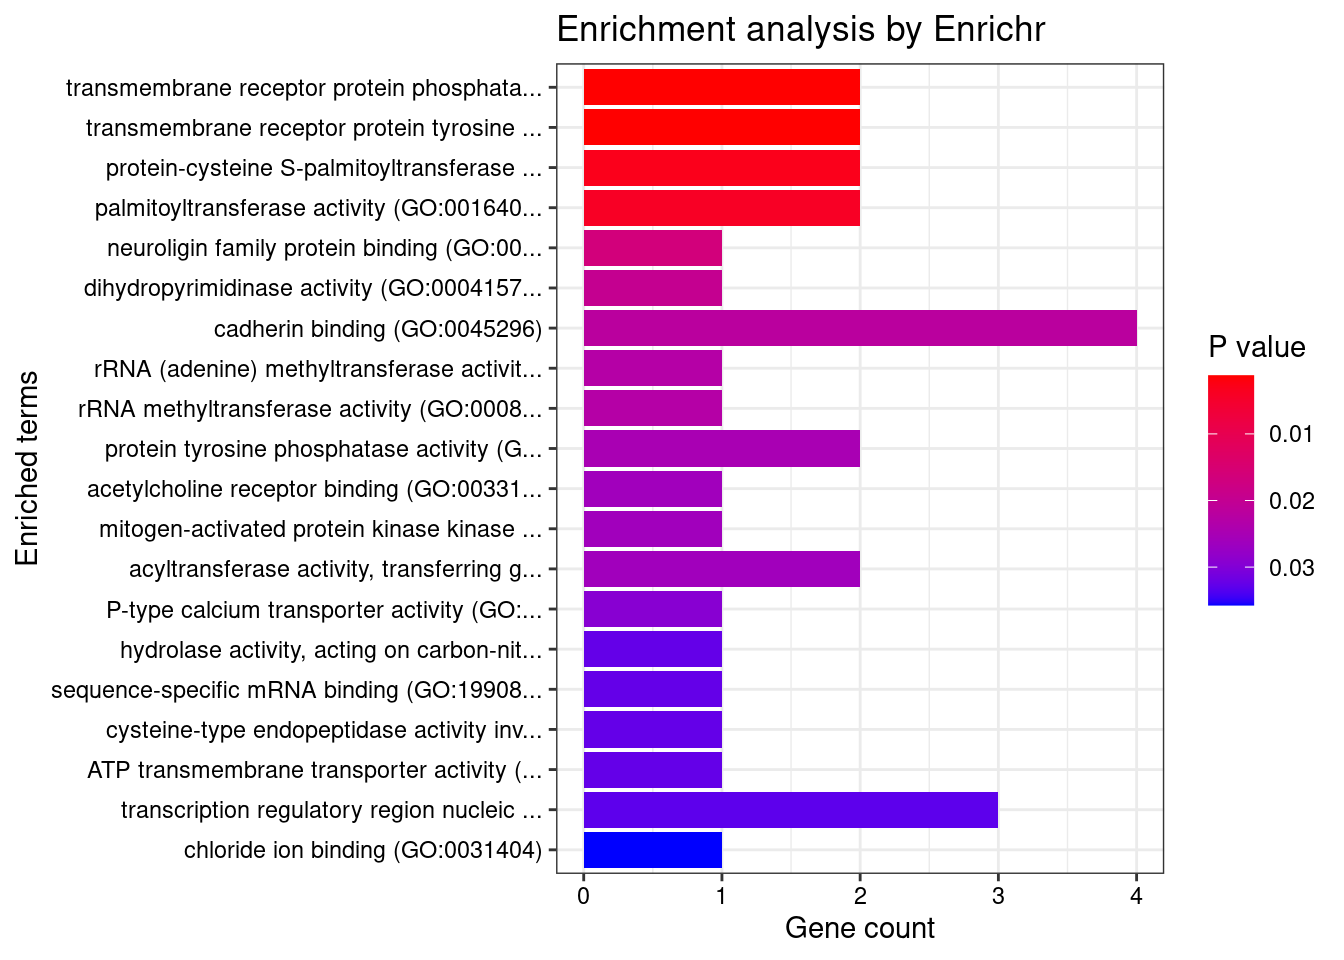 Enrichment analysis by Enrichr
transmembrane receptor protein phosphata...
transmembrane receptor protein tyrosine ...
protein-cysteine S-palmitoyltransferase ...
palmitoyltransferase activity (GO:001640...
neuroligin family protein binding (GO:00...
dihydropyrimidinase activity (GO:0004157...
cadherin binding (GO:0045296)
rRNA (adenine) methyltransferase activit...
rRNA methyltransferase activity (GO:0008...
protein tyrosine phosphatase activity (G...
acetylcholine receptor binding (GO:00331...
mitogen-activated protein kinase kinase ...
acyltransferase activity, transferring g...
P-type calcium transporter activity (GO:...
hydrolase activity, acting on carbon-nit...
sequence-specific mRNA binding (GO:19908...
cysteine-type endopeptidase activity inv...
ATP transmembrane transporter activity (...
transcription regulatory region nucleic ...
chloride ion binding (GO:0031404)
Enriched terms
0 1 2 3 4
Gene count
P value
0.01
0.02
0.03